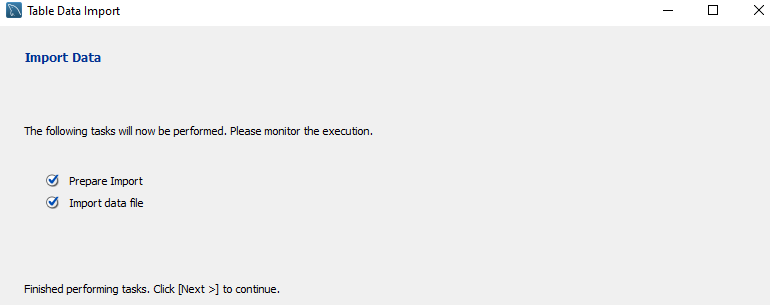 Table Data Import
Import Data
The following tasks will now be performed. Please monitor the execution.
Prepare Import
Import data file
Finished performing tasks. Click [Next >] to continue.